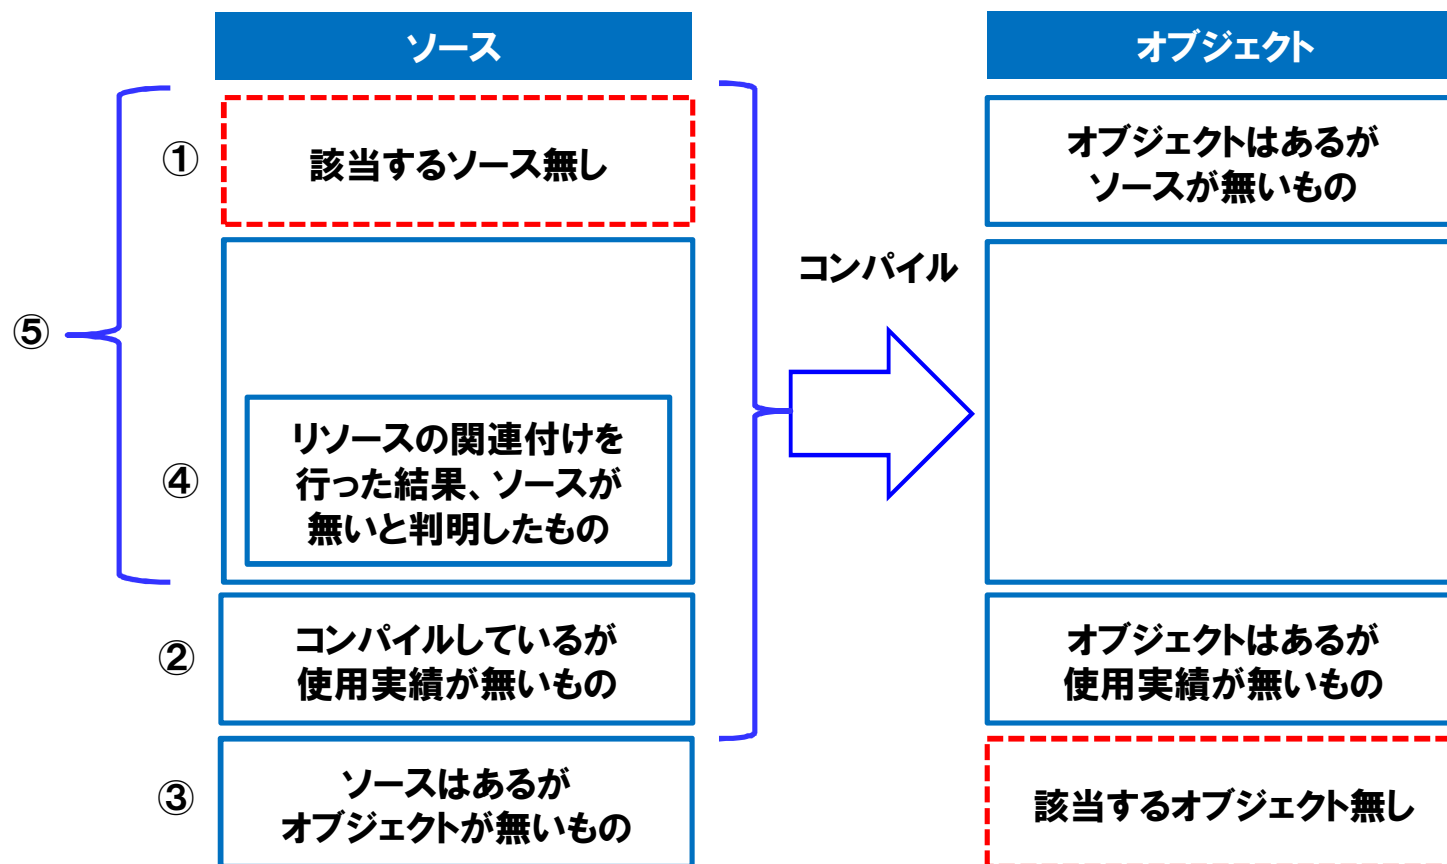 ソース
オブジェクト
①
該当するソース無し
オブジェクトはあるが
ソースが無いもの
コンパイル
⑤
④
リソースの関連付けを
行った結果、ソースが
無いと判明したもの
②
コンパイルしているが
使用実績が無いもの
オブジェクトはあるが
使用実績が無いもの
③
ソースはあるが
オブジェクトが無いもの
該当するオブジェクト無し